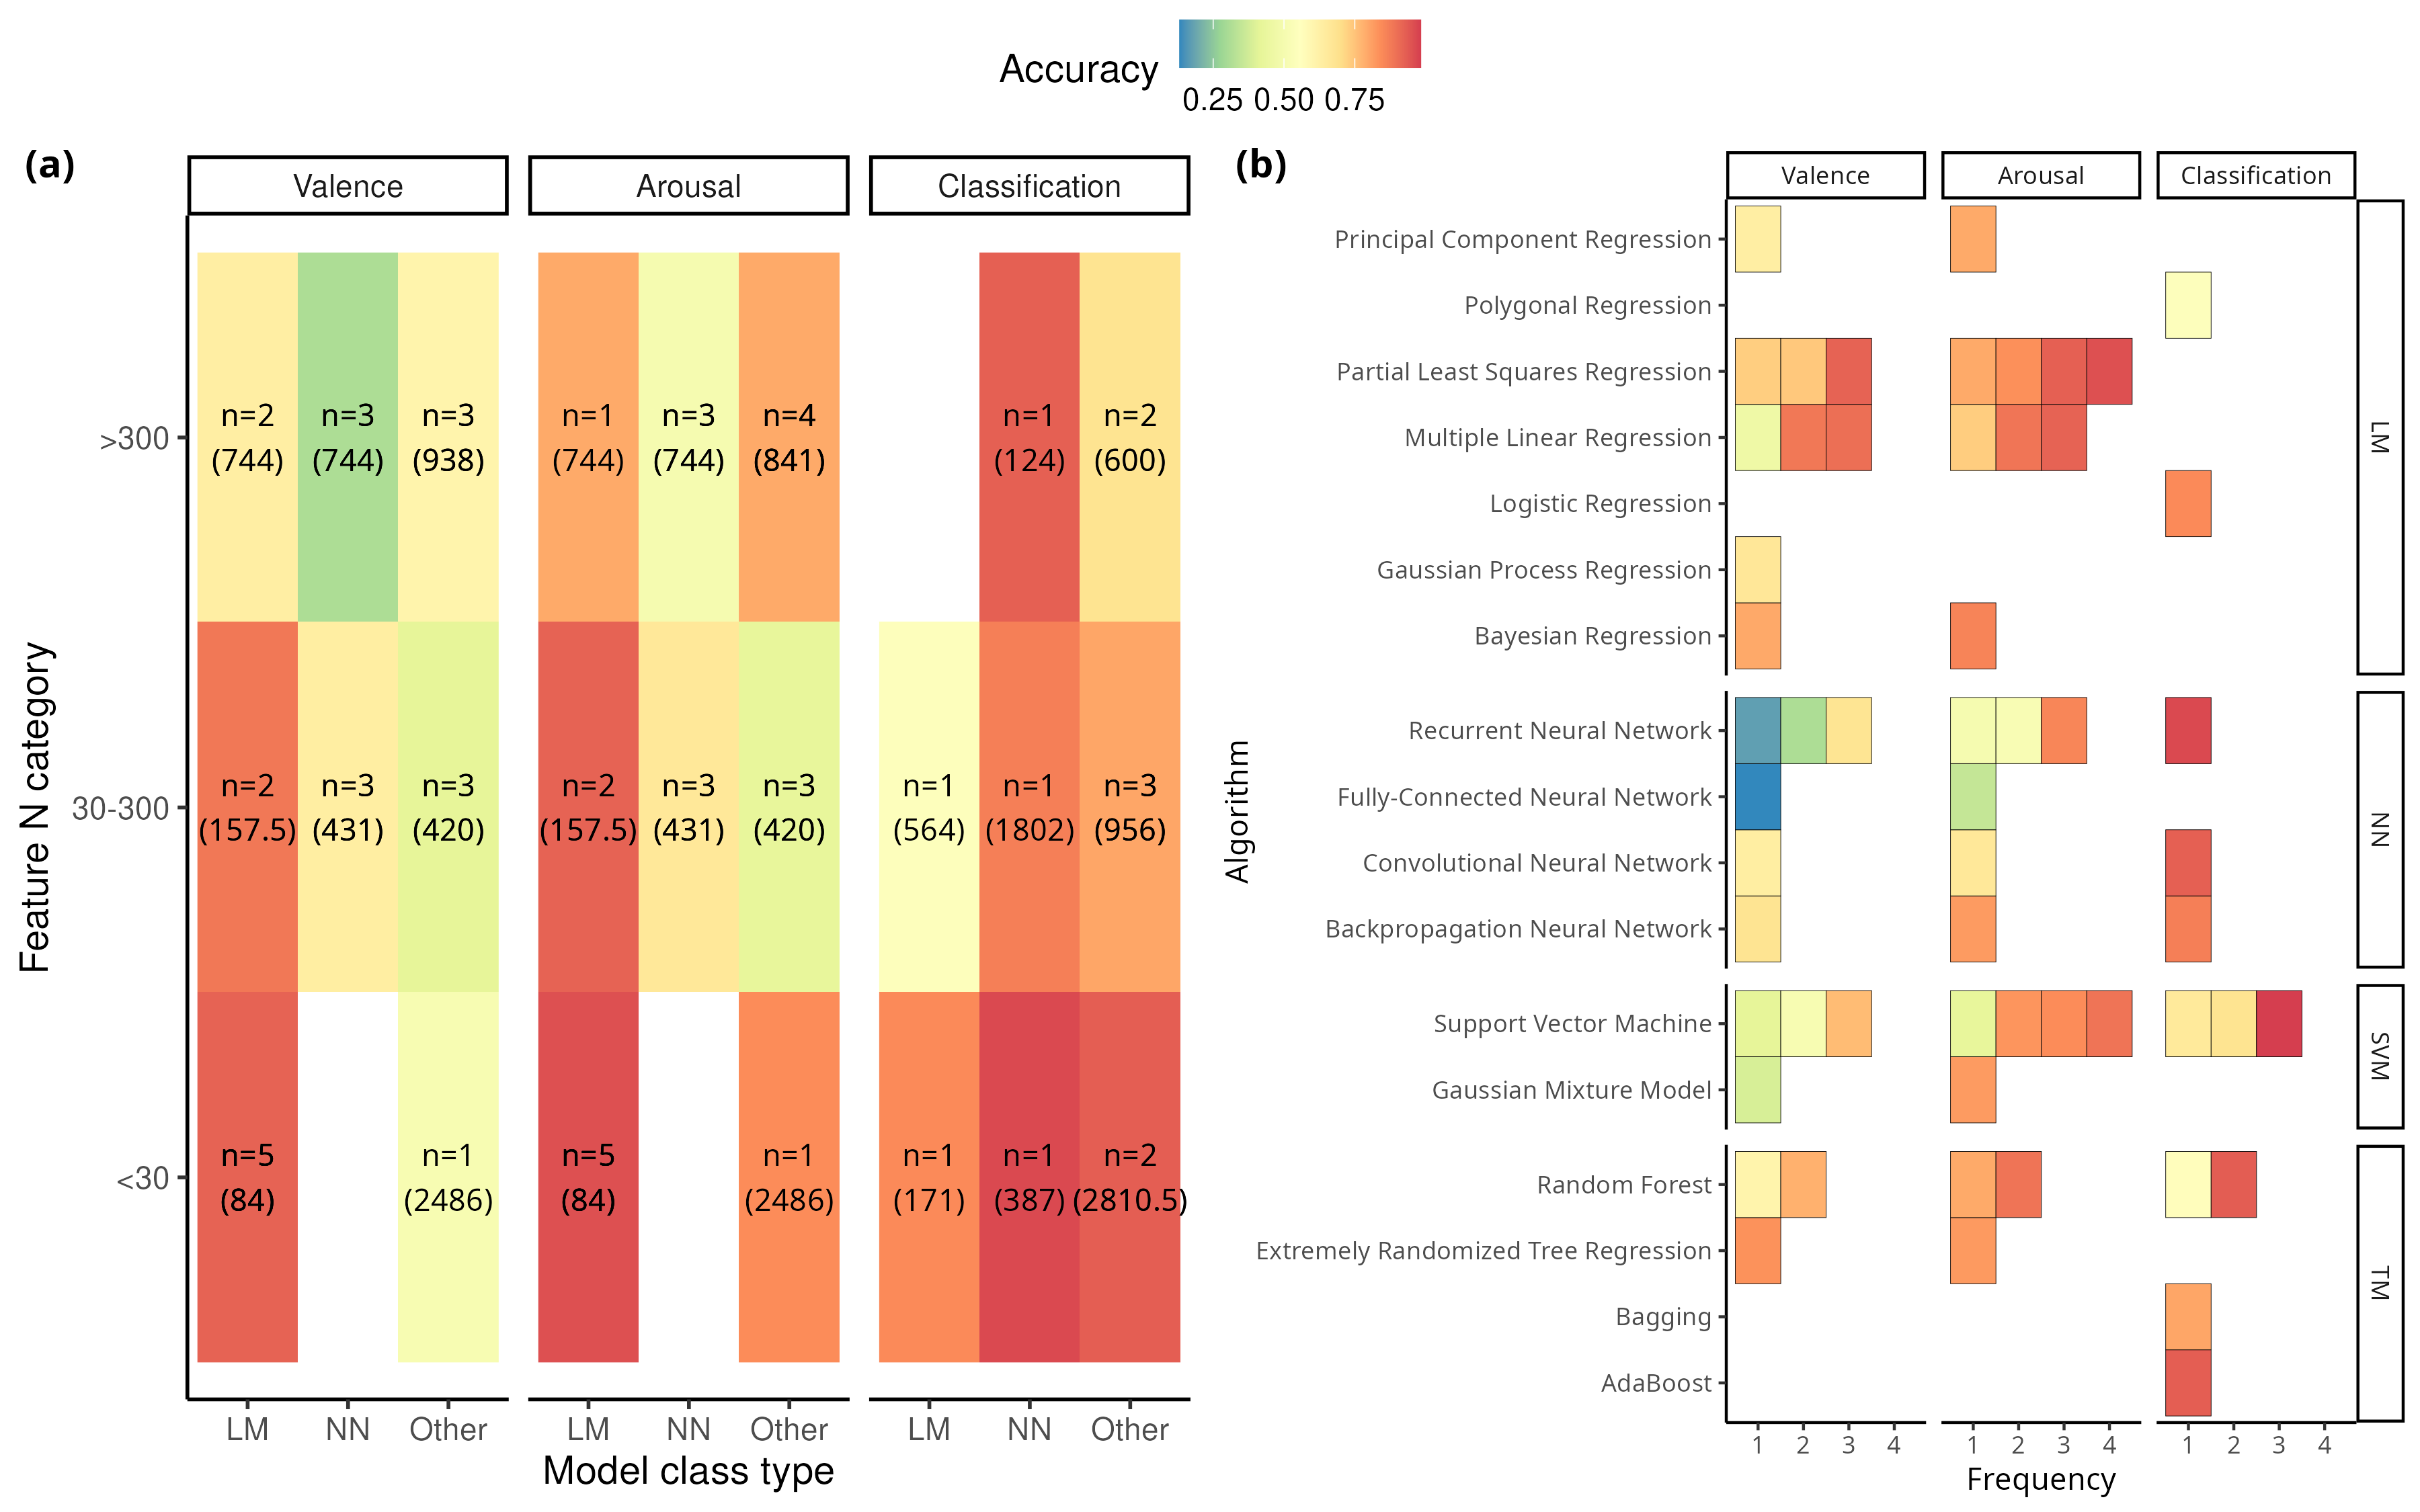 Accuracy
0.25 0.50 0.75
(a)
Valence
Arousal
Classification
Feature N category
>300
n=2
(744)
n=3
(744)
n=3
(938)
n=1
(744)
n=3
(744)
n=4
(841)
n=1
(124)
n=2
(600)
30-300
n=2
(157.5)
n=3
(431)
n=3
(420)
n=2
(157.5)
n=3
(431)
n=3
(420)
n=1
(564)
n=1
(1802)
n=3
(956)
<30
n=5
(84)
n=1
(2486)
n=5
(84)
n=1
(2486)
n=1
(171)
n=1
(387)
n=2
(2810.5)
LM NN Other
LM NN Other
LM NN Other
Model class type
(b)
Valence
Arousal
Classification
Algorithm
Principal Component Regression
Polygonal Regression
Partial Least Squares Regression
Multiple Linear Regression
Logistic Regression
Gaussian Process Regression
Bayesian Regression
LM
Recurrent Neural Network
Fully-Connected Neural Network
Convolutional Neural Network
Backpropagation Neural Network
NN
Support Vector Machine
Gaussian Mixture Model
SVM
Random Forest
Extremely Randomized Tree Regression
Bagging
AdaBoost
TM
1 2 3 4
1 2 3 4
1 2 3 4
Frequency